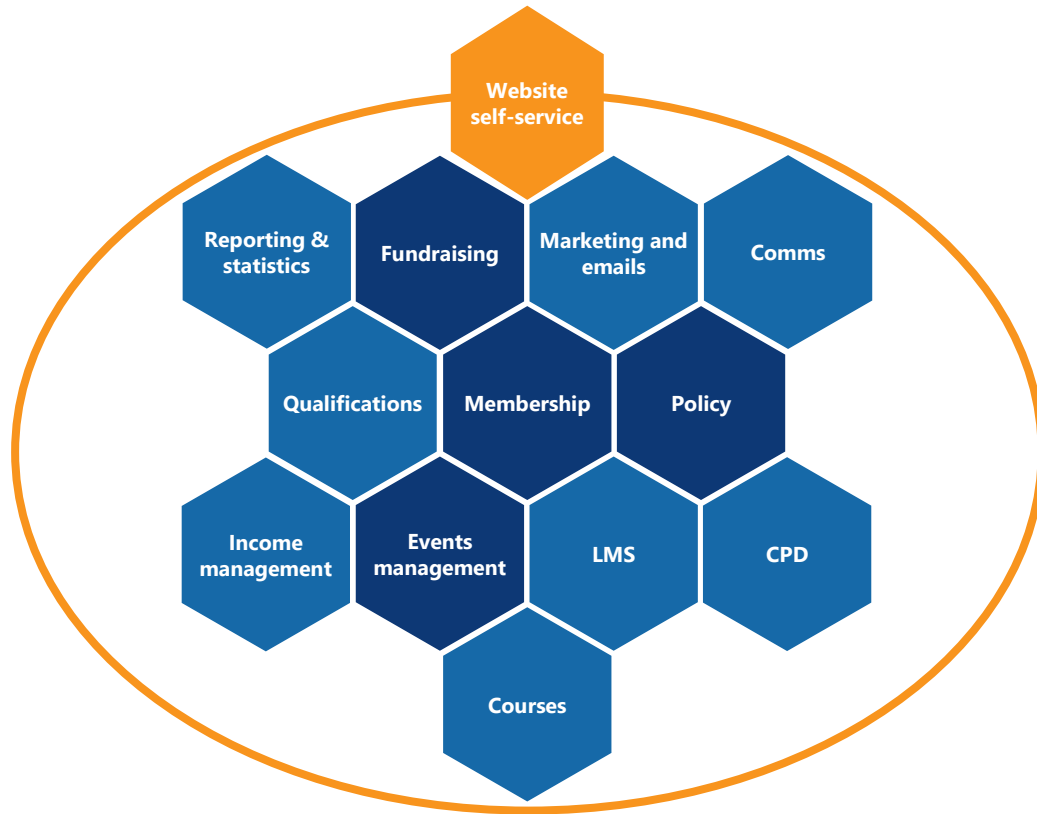 Website
self-service
Reporting &
statistics
Fundraising
Marketing and
emails
Comms
Qualifications
Membership
Policy
Income
management
Events
management
LMS
CPD
Courses